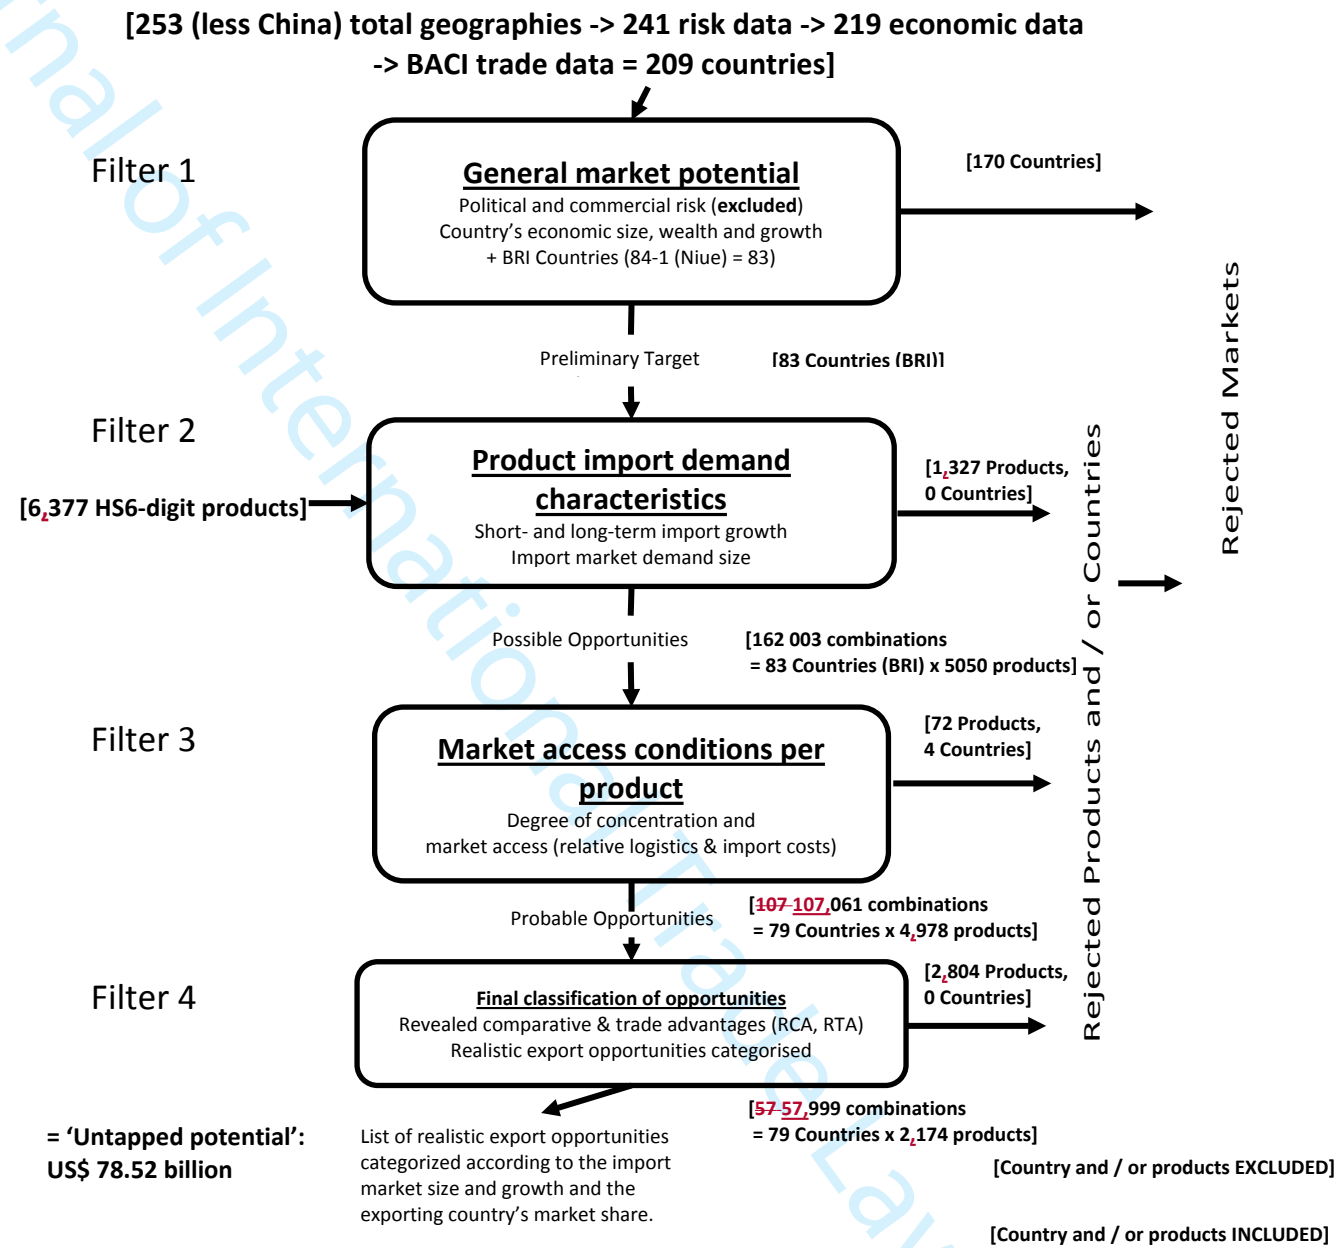 [253 (less China) total geographies -> 241 risk data -> 219 economic data
-> BACI trade data = 209 countries]
Filter 1
General market potential
Political and commercial risk (excluded)
Country's economic size, wealth and growth
+ BRI Countries (84-1 (Niue) = 83)
[170 Countries]
Rejected Markets
Preliminary Target
[83 Countries (BRI)]
Filter 2
[6,377 HS6-digit products]
Product import demand
characteristics
Short- and long-term import growth
Import market demand size
[1,327 Products,
0 Countries]
Rejected Products and / or Countries
Possible Opportunities
[162 003 combinations
= 83 Countries (BRI) x 5050 products]
Filter 3
Market access conditions per
product
Degree of concentration and
market access (relative logistics & import costs)
[72 Products,
4 Countries]
Probable Opportunities
[107 107,061 combinations
= 79 Countries x 4,978 products]
Filter 4
Final classification of opportunities
Revealed comparative & trade advantages (RCA, RTA)
Realistic export opportunities categorised
[2,804 Products,
0 Countries]
[57 57,999 combinations
= 79 Countries x 2,174 products]
= 'Untapped potential':
US$ 78.52 billion
List of realistic export opportunities
categorized according to the import
market size and growth and the
exporting country's market share.
[Country and / or products EXCLUDED]
[Country and / or products INCLUDED]
rnal of International Trade Law